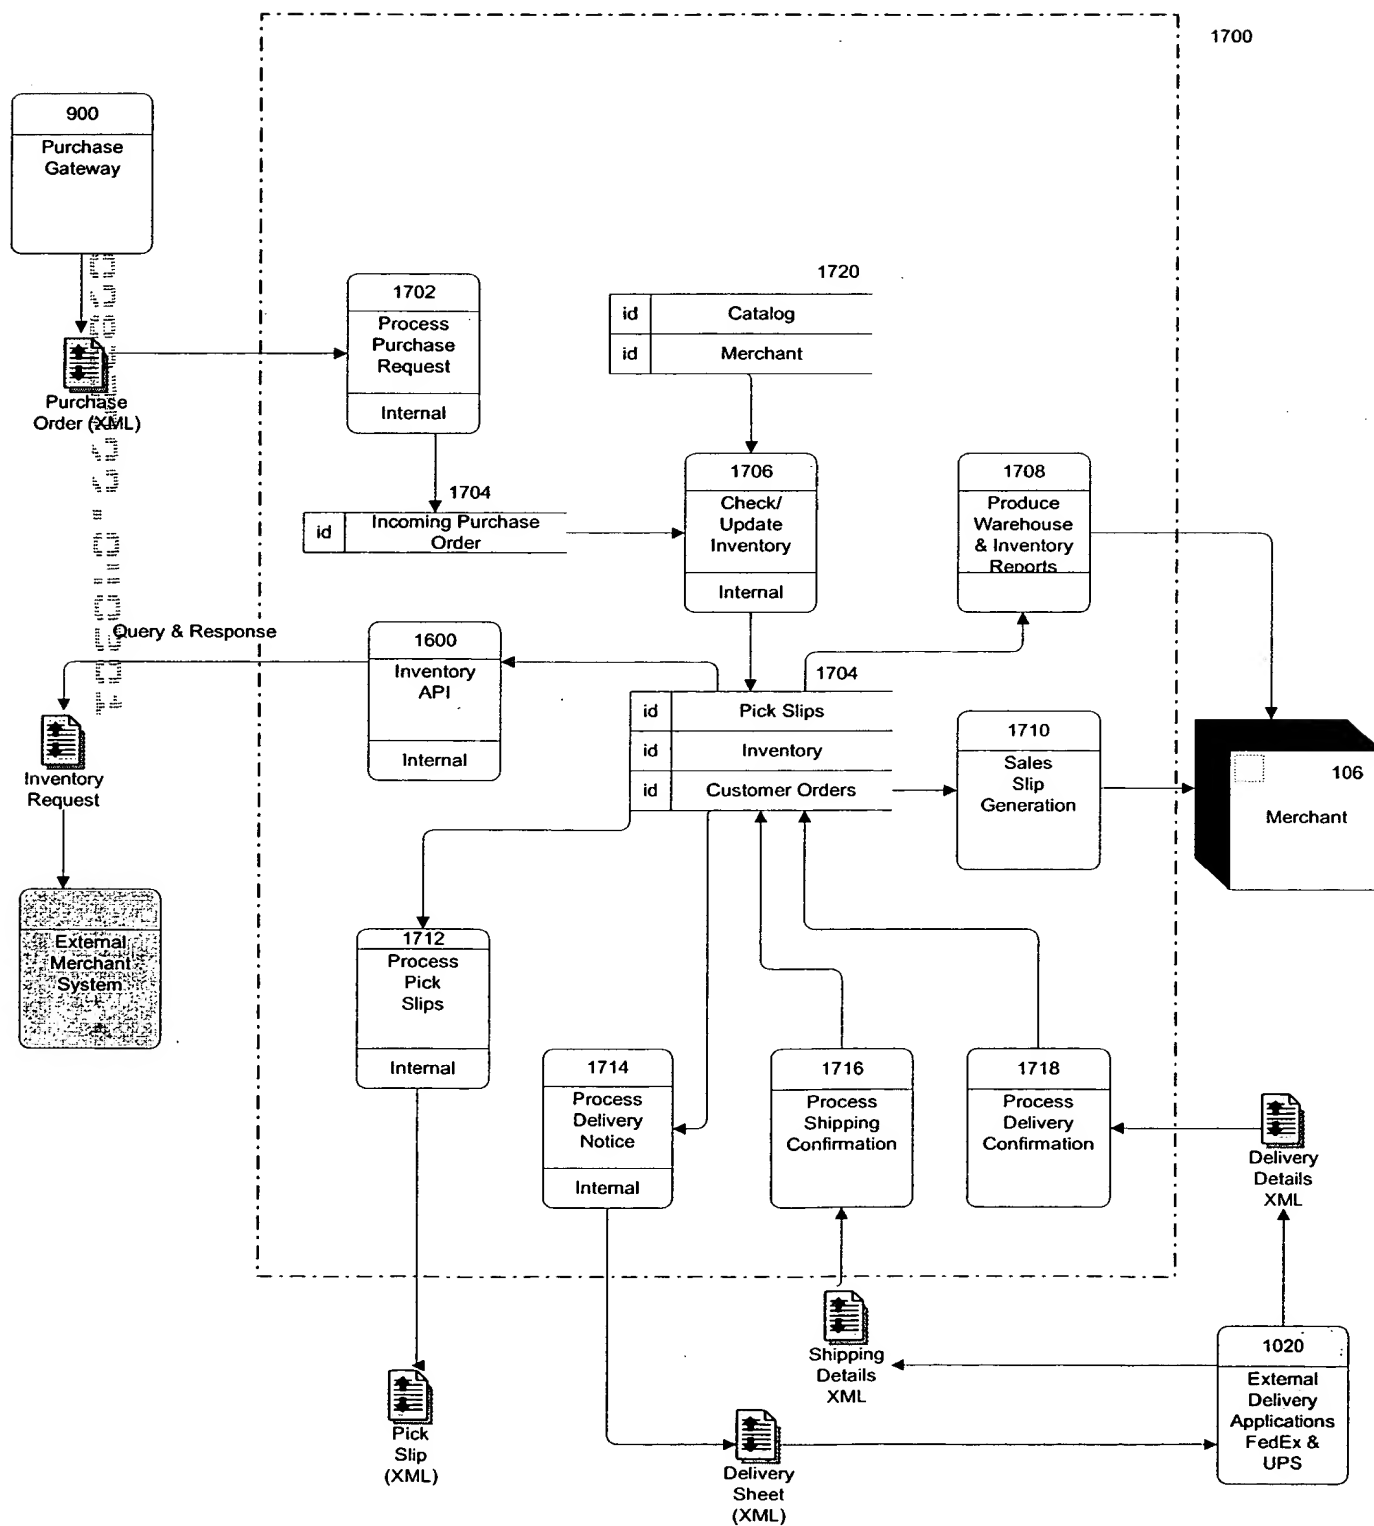 1700
900
Purchase
Gateway
Purchase
Order (XML)
1702
Process
Purchase
Request
Internal
1720
id Catalog
id Merchant
1704
id Incoming Purchase
Order
1706
Check/
Update
Inventory
Internal
1708
Produce
Warehouse
& Inventory
Reports
Query & Response
1600
Inventory
API
Internal
Inventory
Request
External
Merchant
System
1704
id Pick Slips
id Inventory
id Customer Orders
1710
Sales
Slip
Generation
106
Merchant
1712
Process
Pick
Slips
Internal
1714
Process
Delivery
Notice
Internal
1716
Process
Shipping
Confirmation
1718
Process
Delivery
Confirmation
Delivery
Details
XML
Shipping
Details
XML
1020
External
Delivery
Applications
FedEx &
UPS
Pick
Slip
(XML)
Delivery
Sheet
(XML)